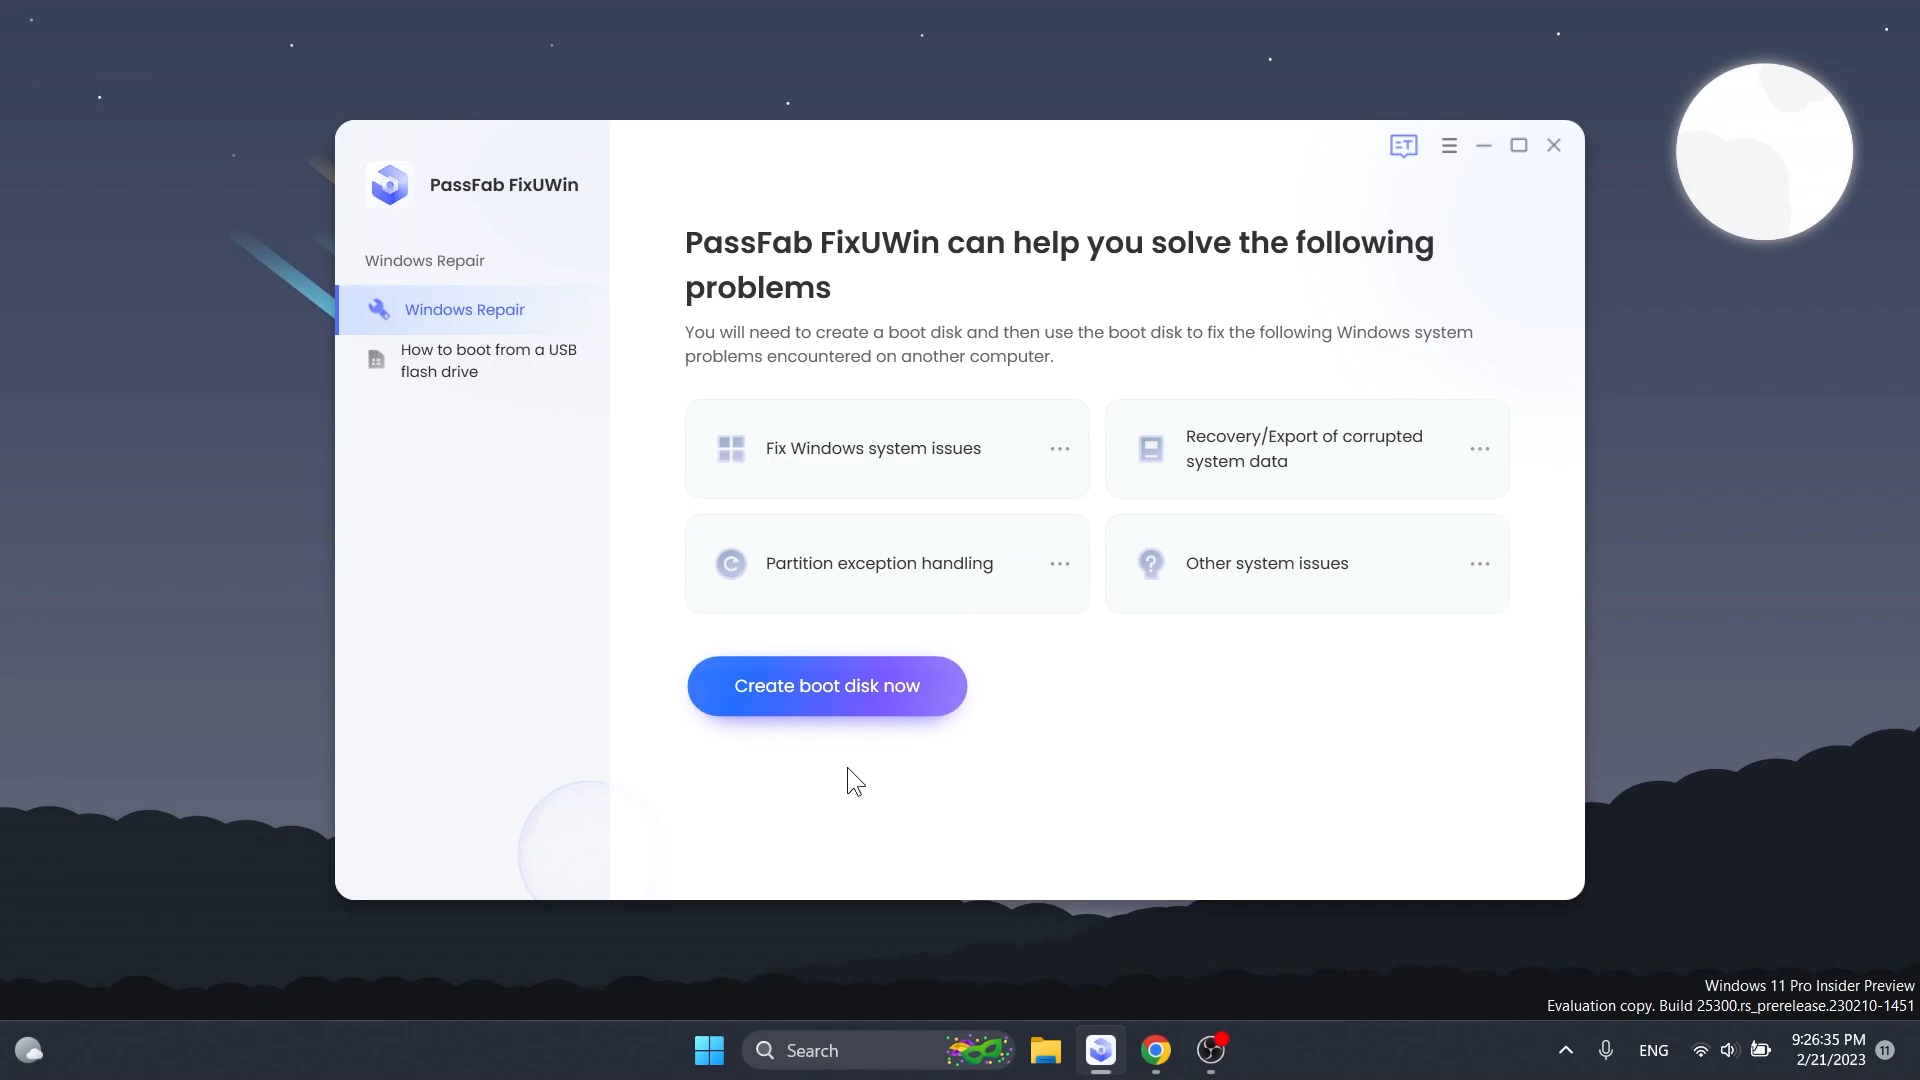 PassFab FixUWin
Windows Repair
Windows Repair
How to boot from a USB
flash drive
PassFab FixUWin can help you solve the following
problems
You will need to create a boot disk and then use the boot disk to fix the following Windows system
problems encountered on another computer.
Fix Windows system issues
Recovery/Export of corrupted
system data
Partition exception handling
Other system issues
Create boot disk now
Windows 11 Pro Insider Preview
Evaluation copy. Build 25300.rs_prerelease.230210-1451
Search
ENG
9:26:35 PM
2/21/2023
11